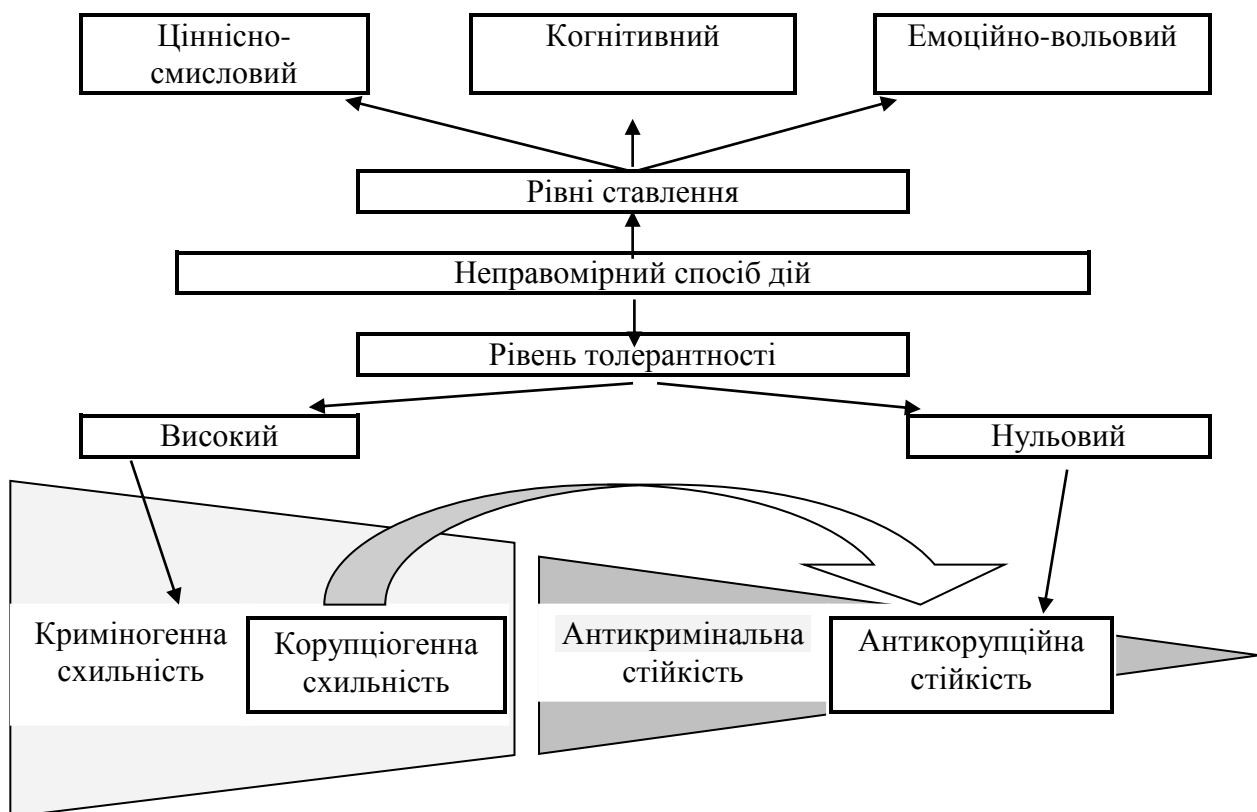 Ціннісно-
смисловий
Когнітивний
Емоційно-вольовий
Рівні ставлення
Неправомірний спосіб дій
Рівень толерантності
Високий
Нульовий
Криміногенна
схильність
Корупціогенна
схильність
Антикримінальна
стійкість
Антикорупційна
стійкість